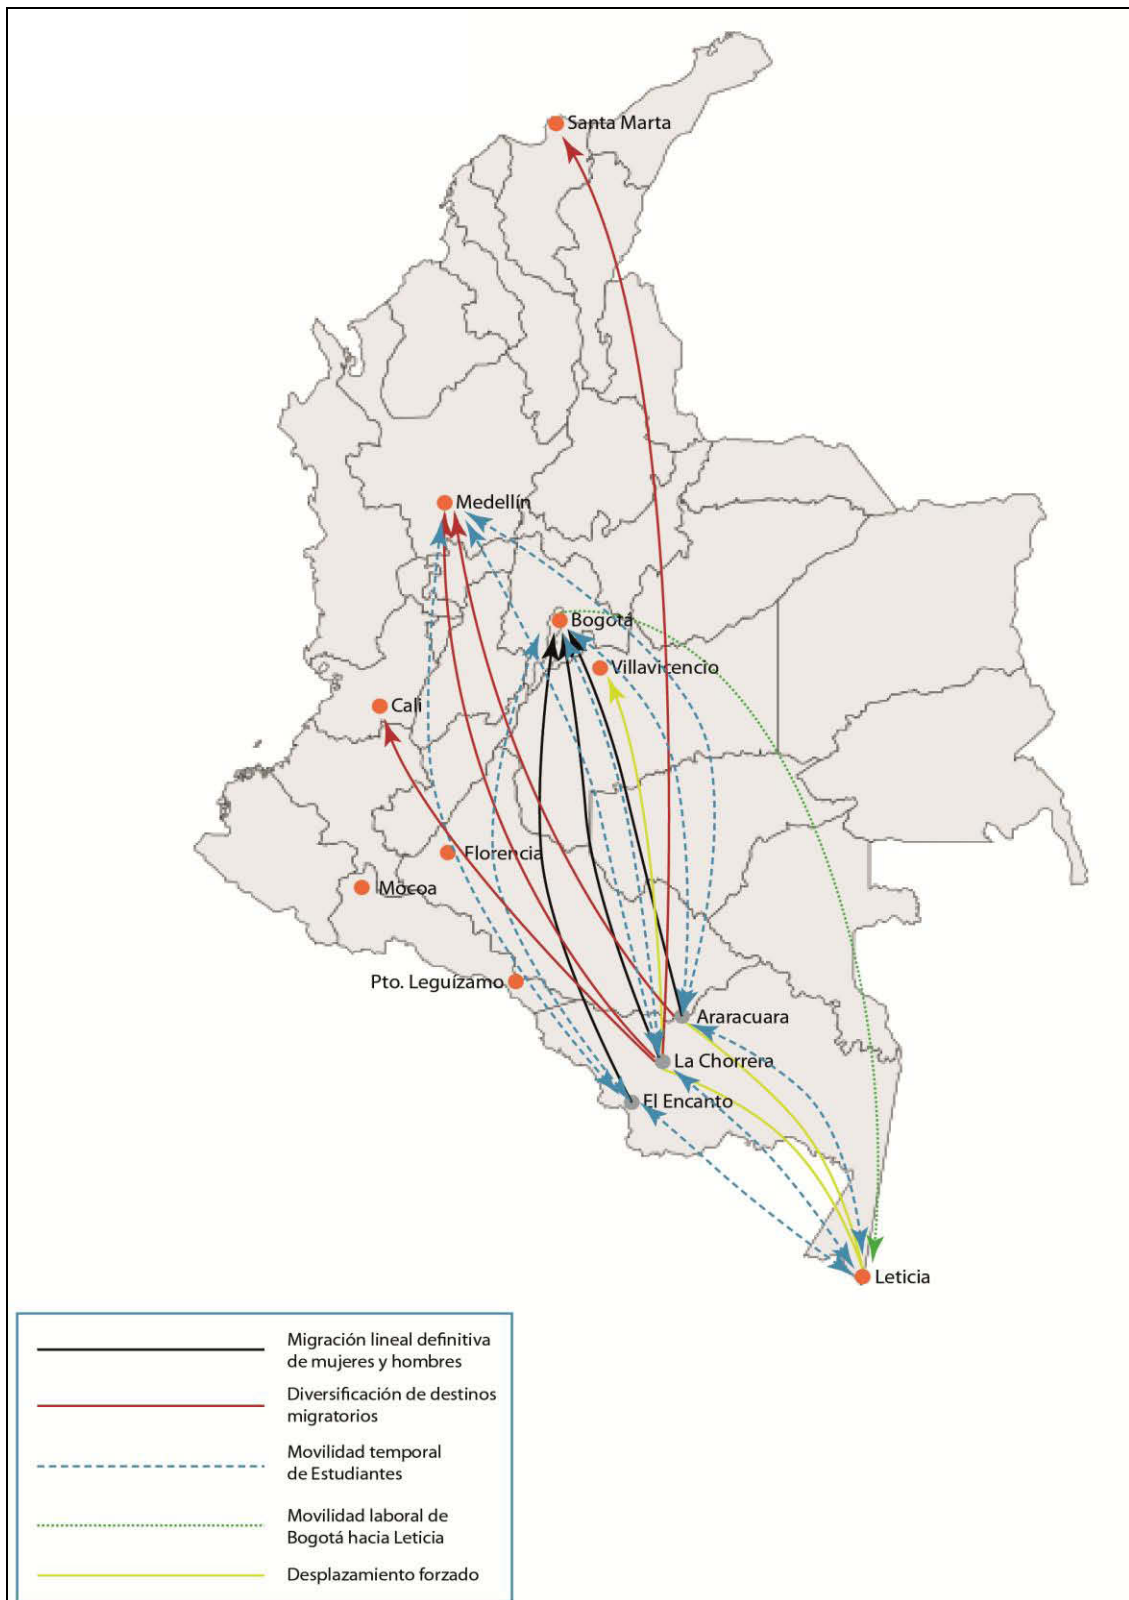 Santa Marta
Medellín
Bogotá
Villavicencio
Cali
Florencia
Mocoa
Pto. Leguízamo
Araracuara
La Chorrera
El Encanto
Leticia
Migración lineal definitiva
de mujeres y hombres
Diversificación de destinos
migratorios
Movilidad temporal
de Estudiantes
Movilidad laboral de
Bogotá hacia Leticia
Desplazamiento forzado